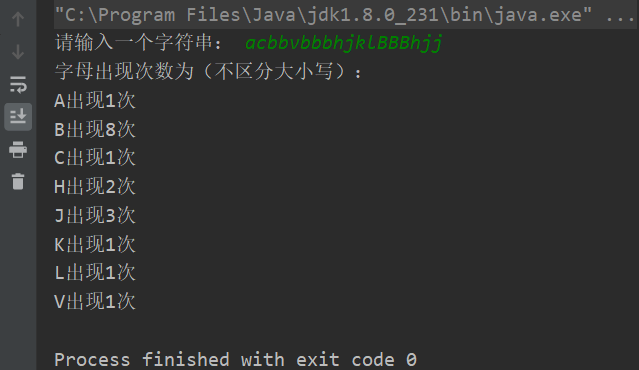 "C:\Program Files\Java\jdk1.8.0_231\bin\java.exe" ...
请输入一个字符串： acbbvbbbhjklBBBhjj
字母出现次数为（不区分大小写）：
A出现1次
B出现8次
C出现1次
H出现2次
J出现3次
K出现1次
L出现1次
V出现1次
Process finished with exit code 0